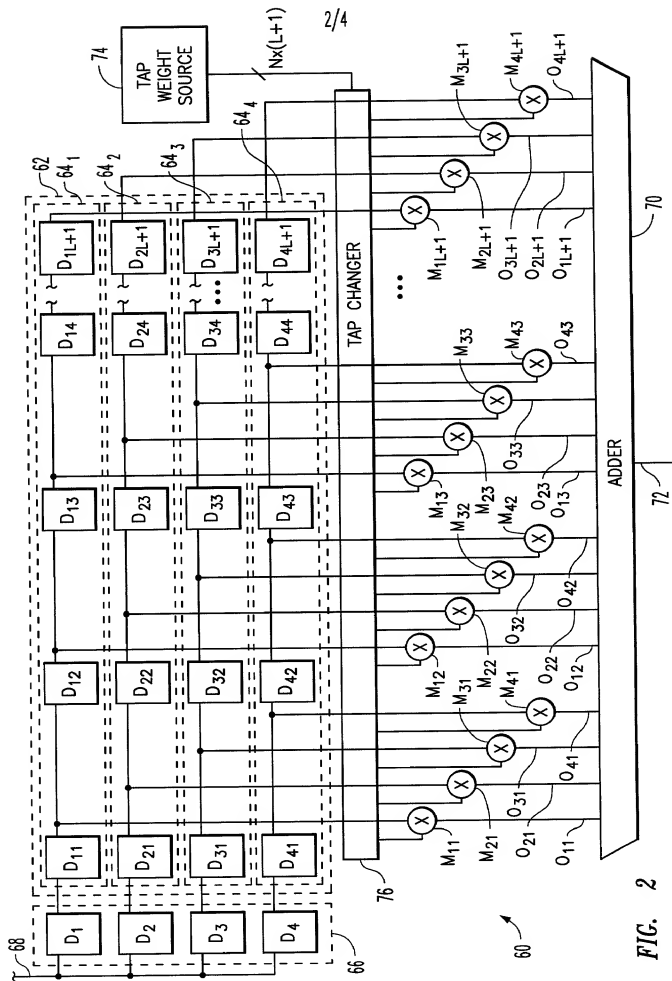 2/4
74
TAP
WEIGHT
SOURCE
Nx(L+1)
62
64₁
64₂
64₃
64₄
68
D₁ D₁₁ D₁₂ D₁₃ D₁₄ D₁L+1
D₂ D₂₁ D₂₂ D₂₃ D₂₄ D₂L+1
D₃ D₃₁ D₃₂ D₃₃ D₃₄ ••• D₃L+1
D₄ D₄₁ D₄₂ D₄₃ D₄₄ D₄L+1
66
76
TAP CHANGER
•••
X X X X X X X X X X X X X X X X
M₁₁ M₂₁ M₃₁ M₄₁ M₁₂ M₂₂ M₃₂ M₄₂ M₁₃ M₂₃ M₃₃ M₄₃ M₁L+1 M₂L+1 M₃L+1 M₄L+1
O₁₁ O₂₁ O₃₁ O₄₁ O₁₂ O₂₂ O₃₂ O₄₂ O₁₃ O₂₃ O₃₃ O₄₃ O₁L+1 O₂L+1 O₃L+1 O₄L+1
ADDER
70
72
60
FIG. 2